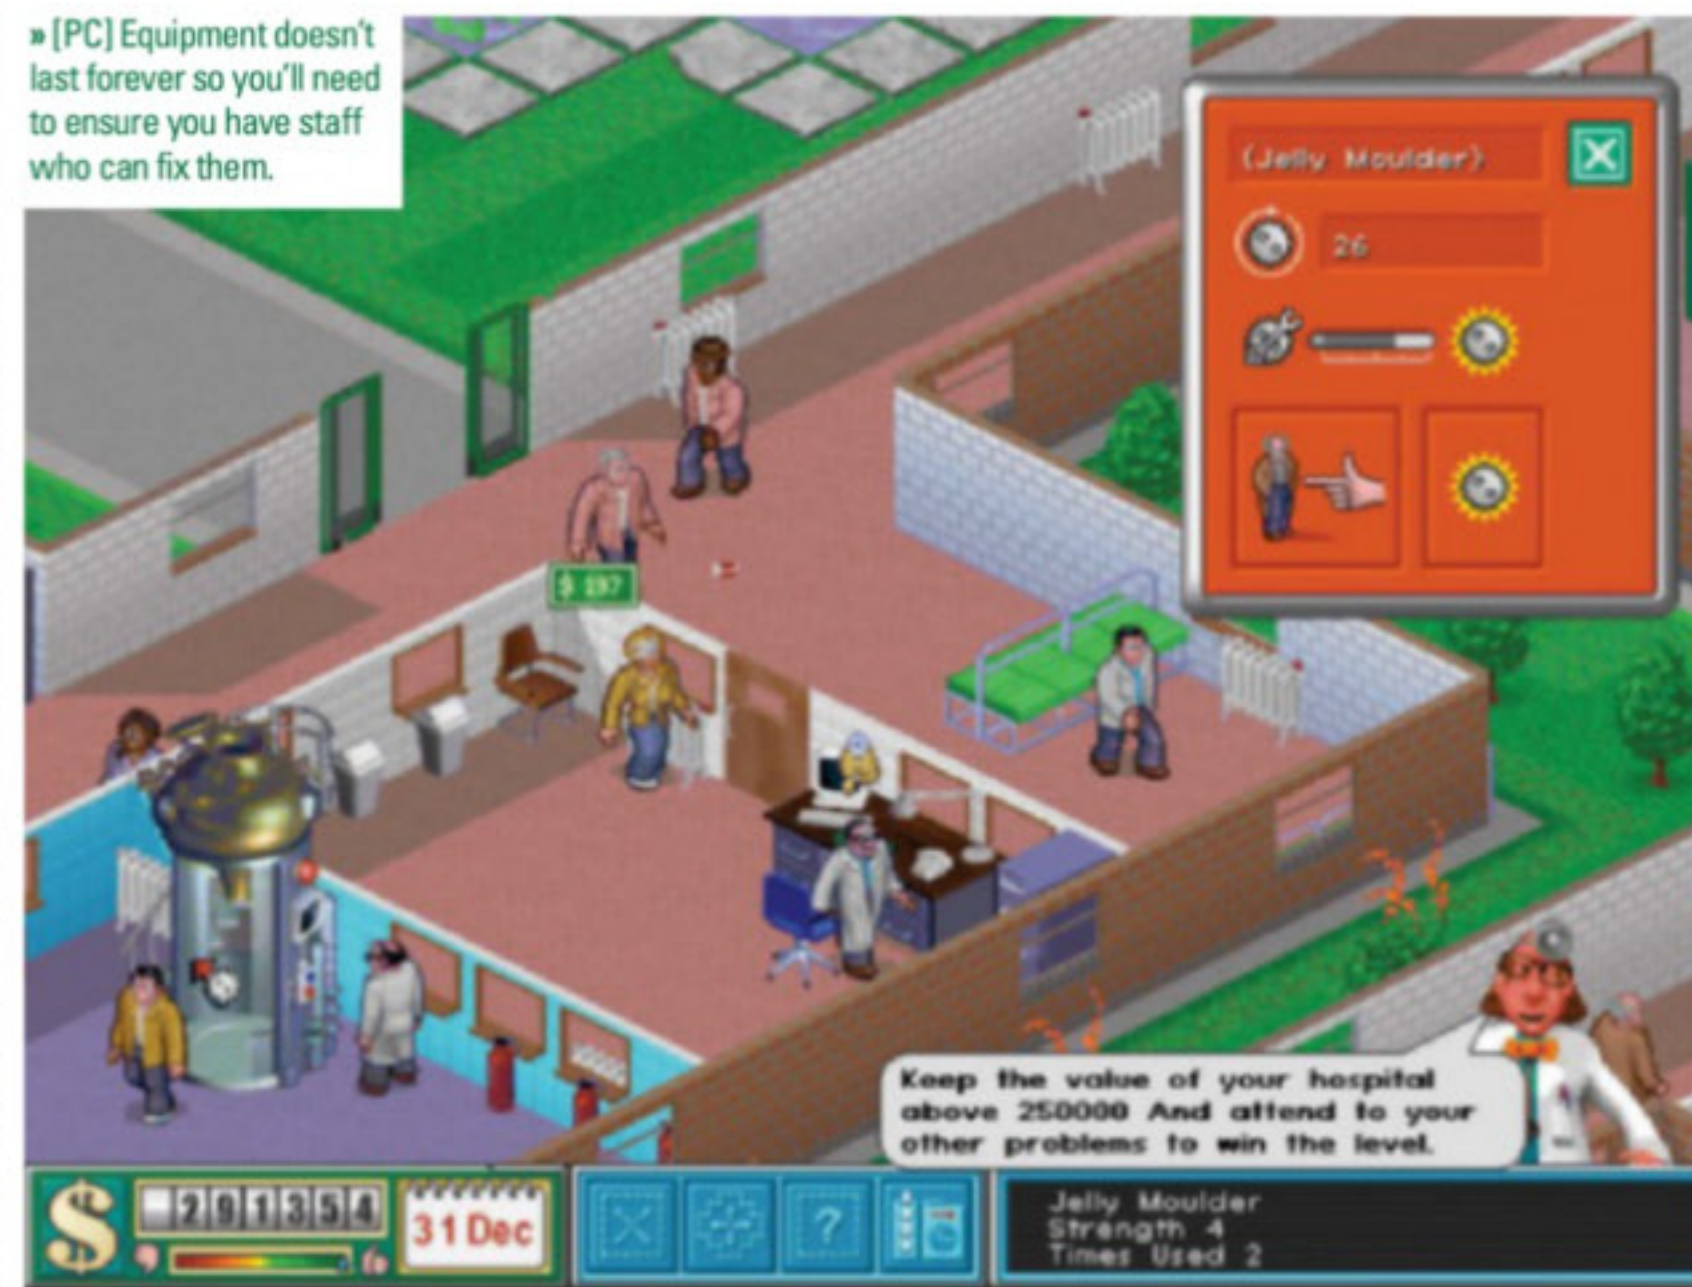 » [PC] Equipment doesn't
last forever so you'll need
to ensure you have staff
who can fix them.
(Jelly Moulder)
26
$ 197
Keep the value of your hospital
above 250000 And attend to your
other problems to win the level.
$ 291354
31 Dec
?
Jelly Moulder
Strength 4
Times Used 2